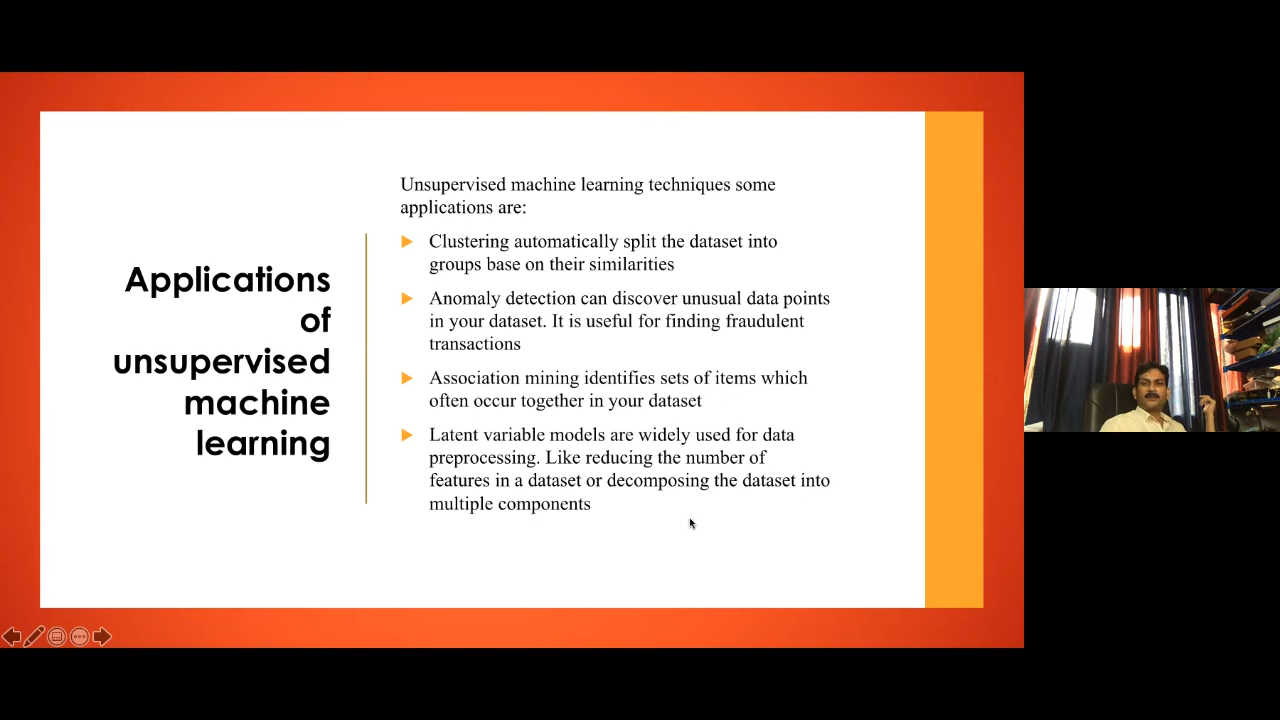 Applications
of
unsupervised
machine
learning
Unsupervised machine learning techniques some
applications are:
Clustering automatically split the dataset into
groups base on their similarities
Anomaly detection can discover unusual data points
in your dataset. It is useful for finding fraudulent
transactions
Association mining identifies sets of items which
often occur together in your dataset
Latent variable models are widely used for data
preprocessing. Like reducing the number of
features in a dataset or decomposing the dataset into
multiple components